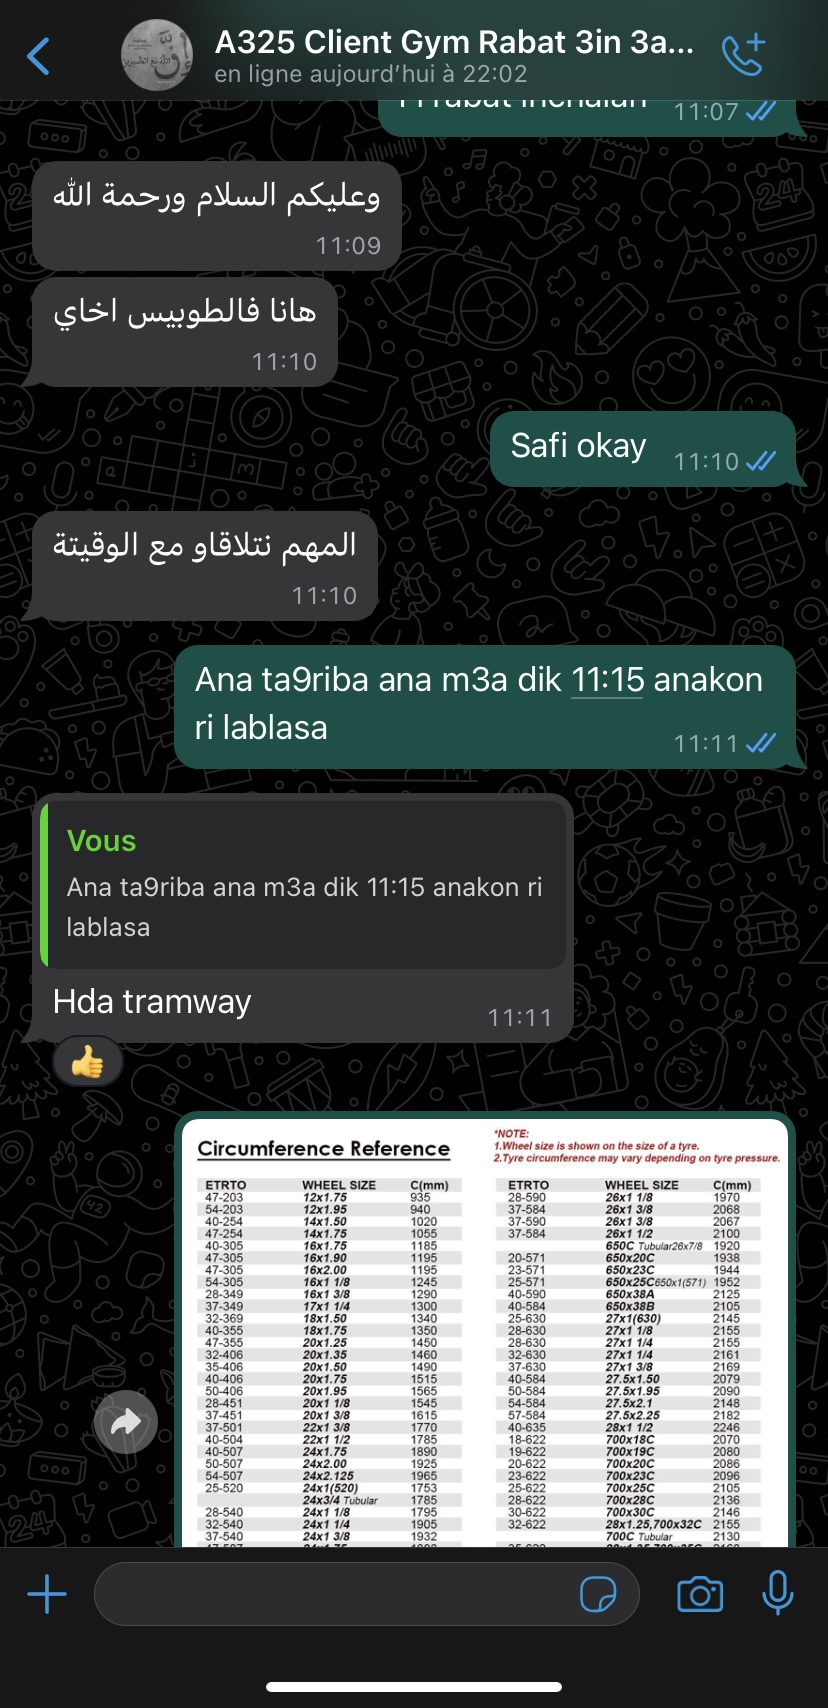 A325 Client Gym Rabat 3in 3a...
en ligne aujourd'hui à 22:02
11:07
وعليكم السلام ورحمة الله
11:09
هانا فالطوبيس اخاي
11:10
Safi okay
11:10
المهم نتلاقاو مع الوقيتة
11:10
Ana ta9riba ana m3a dik 11:15 anakon
ri lablasa
11:11
Vous
Ana ta9riba ana m3a dik 11:15 anakon ri
lablasa
Hda tramway
11:11
Circumference Reference
*NOTE:
1.Wheel size is shown on the size of a tyre.
2.Tyre circumference may vary depending on tyre pressure.
ETRTO WHEEL SIZE C(mm)
47-203 12x1.75 935
54-203 12x1.95 940
40-254 14x1.50 1020
47-254 14x1.75 1055
40-305 16x1.75 1185
47-305 16x1.90 1195
47-305 16x2.00 1195
54-305 16x1 1/8 1245
28-349 16x1 3/8 1290
37-349 17x1 1/4 1300
32-369 18x1.50 1340
40-355 18x1.75 1350
47-355 20x1.25 1450
32-406 20x1.35 1460
35-406 20x1.50 1490
40-406 20x1.75 1515
50-406 20x1.95 1565
28-451 20x1 1/8 1545
37-451 20x1 3/8 1615
37-501 22x1 3/8 1770
40-504 22x1 1/2 1785
40-507 24x1.75 1890
50-507 24x2.00 1925
54-507 24x2.125 1965
25-520 24x1(520) 1753
24x3/4 Tubular 1785
28-540 24x1 1/8 1795
32-540 24x1 1/4 1905
37-540 24x1 3/8 1932
ETRTO WHEEL SIZE C(mm)
28-590 26x1 1/8 1970
37-584 26x1 3/8 2068
37-590 26x1 3/8 2067
37-584 26x1 1/2 2100
650C Tubular26x7/8 1920
20-571 650x20C 1938
23-571 650x23C 1944
25-571 650x25C650x1(571) 1952
40-590 650x38A 2125
40-584 650x38B 2105
25-630 27x1(630) 2145
28-630 27x1 1/8 2155
28-630 27x1 1/4 2155
32-630 27x1 1/4 2161
37-630 27x1 3/8 2169
40-584 27.5x1.50 2079
50-584 27.5x1.95 2090
54-584 27.5x2.1 2148
57-584 27.5x2.25 2182
40-635 28x1 1/2 2246
18-622 700x18C 2070
19-622 700x19C 2080
20-622 700x20C 2086
23-622 700x23C 2096
25-622 700x25C 2105
28-622 700x28C 2136
30-622 700x30C 2146
32-622 28x1.25,700x32C 2155
700C Tubular 2130